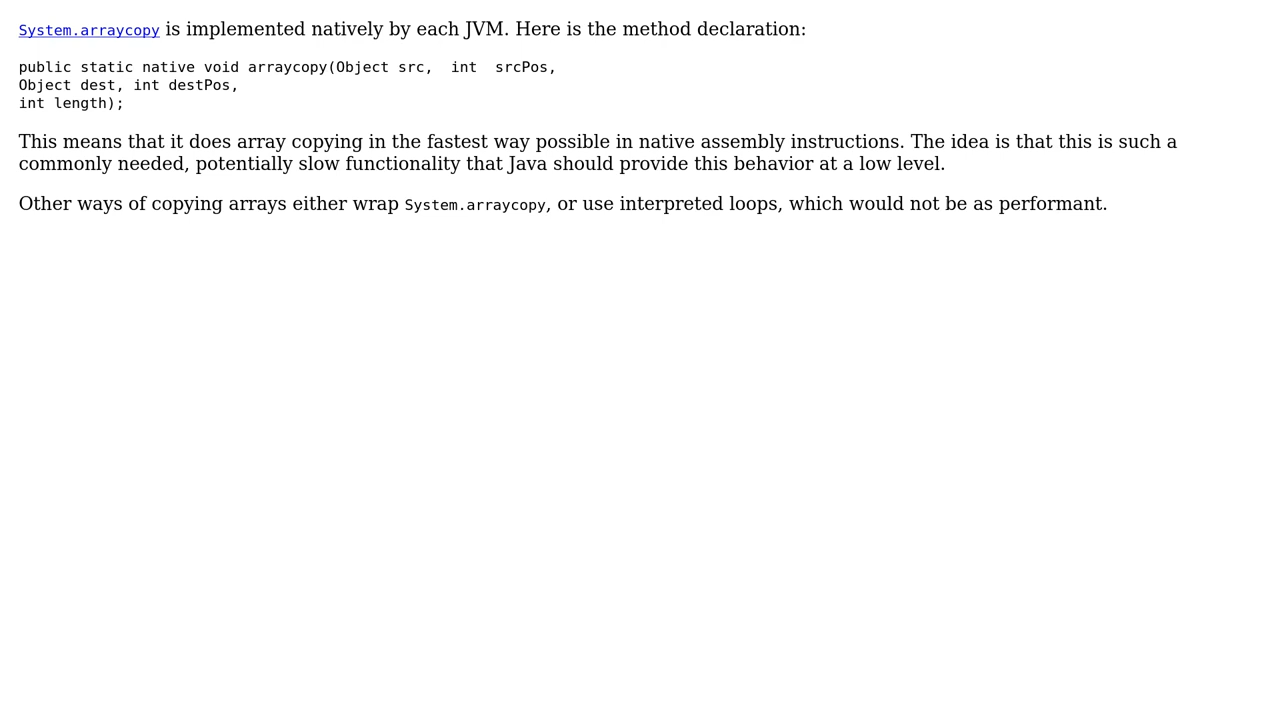 System.arraycopy is implemented natively by each JVM. Here is the method declaration:
public static native void arraycopy(Object src,  int  srcPos,
Object dest, int destPos,
int length);
This means that it does array copying in the fastest way possible in native assembly instructions. The idea is that this is such a
commonly needed, potentially slow functionality that Java should provide this behavior at a low level.
Other ways of copying arrays either wrap System.arraycopy, or use interpreted loops, which would not be as performant.